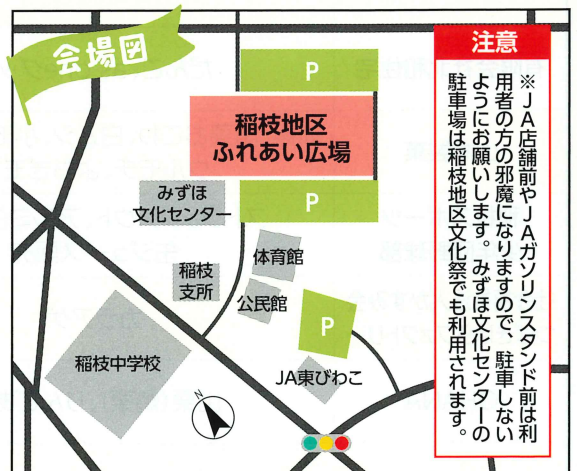 会場図
P
稲枝地区
ふれあい広場
みずほ
文化センター
P
体育館
稲枝
支所
公民館
P
稲枝中学校
JA東びわこ
N
注意
※JA店舗前やJAガソリンスタンド前は利
用者の方の邪魔になりますので、駐車しない
ようにお願いします。みずほ文化センターの
駐車場は稲枝地区文化祭でも利用されます。